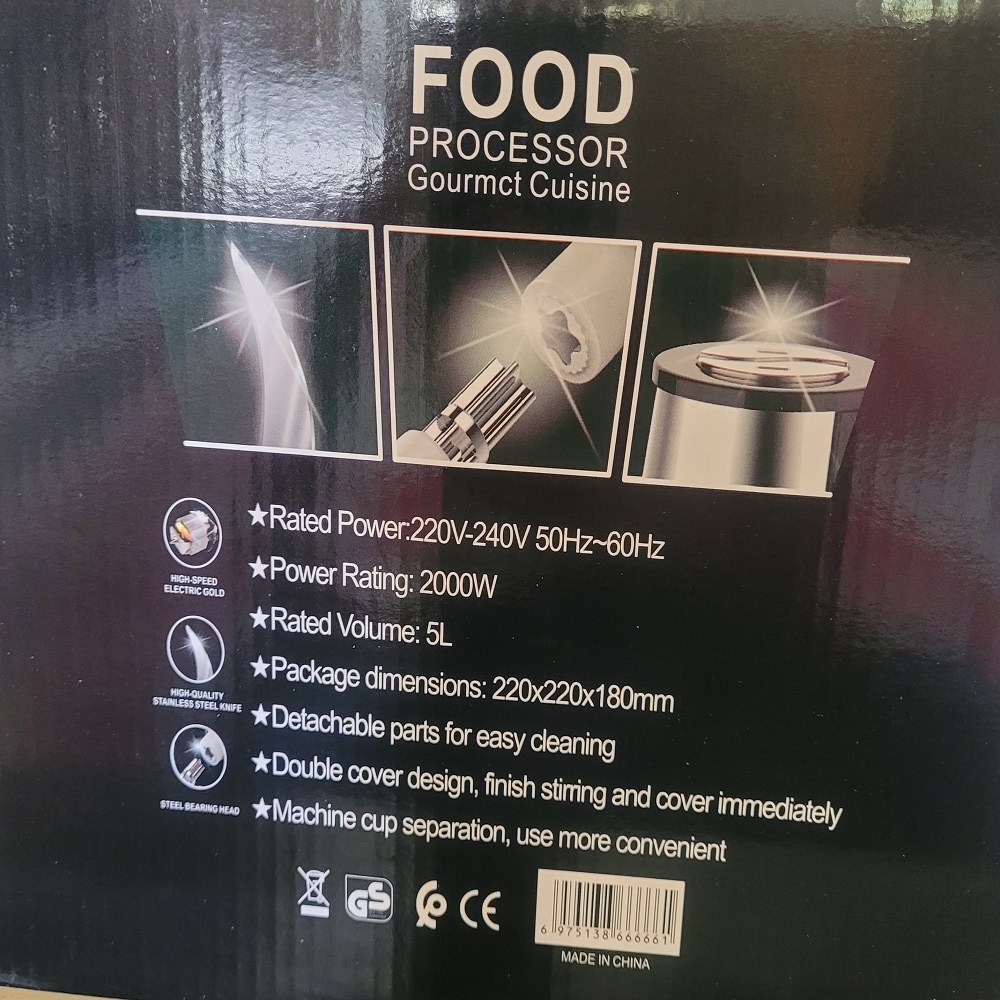 FOOD
PROCESSOR
Gourmct Cuisine
★Rated Power:220V-240V 50Hz~60Hz
HIGH-SPEED
ELECTRIC GOLD
★Power Rating: 2000W
★Rated Volume: 5L
★Package dimensions: 220x220x180mm
HIGH-QUALITY
STAINLESS STEEL KNIFE
★Detachable parts for easy cleaning
★Double cover design, finish stirring and cover immediately
STEEL BEARING HEAD
★Machine cup separation, use more convenient
GS
CE
6 975138 666661
MADE IN CHINA